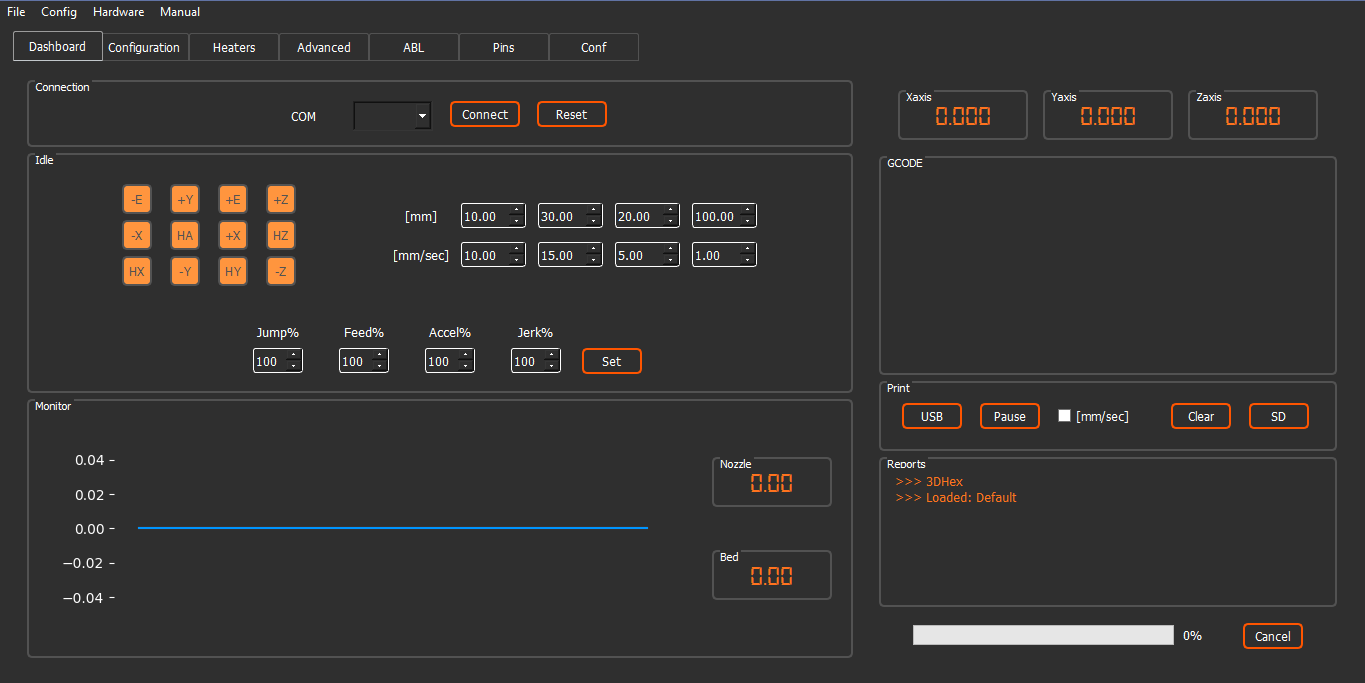 File Config Hardware Manual
Dashboard Configuration Heaters Advanced ABL Pins Conf
Connection
COM Connect Reset
Idle
-E +Y +E +Z
-X HA +X HZ
HX -Y HY -Z
[mm] 10.00 30.00 20.00 100.00
[mm/sec] 10.00 15.00 5.00 1.00
Jump% Feed% Accel% Jerk%
100 100 100 100 Set
Monitor
0.04
0.02
0.00
−0.02
−0.04
Nozzle
0.00
Bed
0.00
Xaxis Yaxis Zaxis
0.000 0.000 0.000
GCODE
Print
USB Pause [mm/sec] Clear SD
Reports
>>> 3DHex
>>> Loaded: Default
0% Cancel